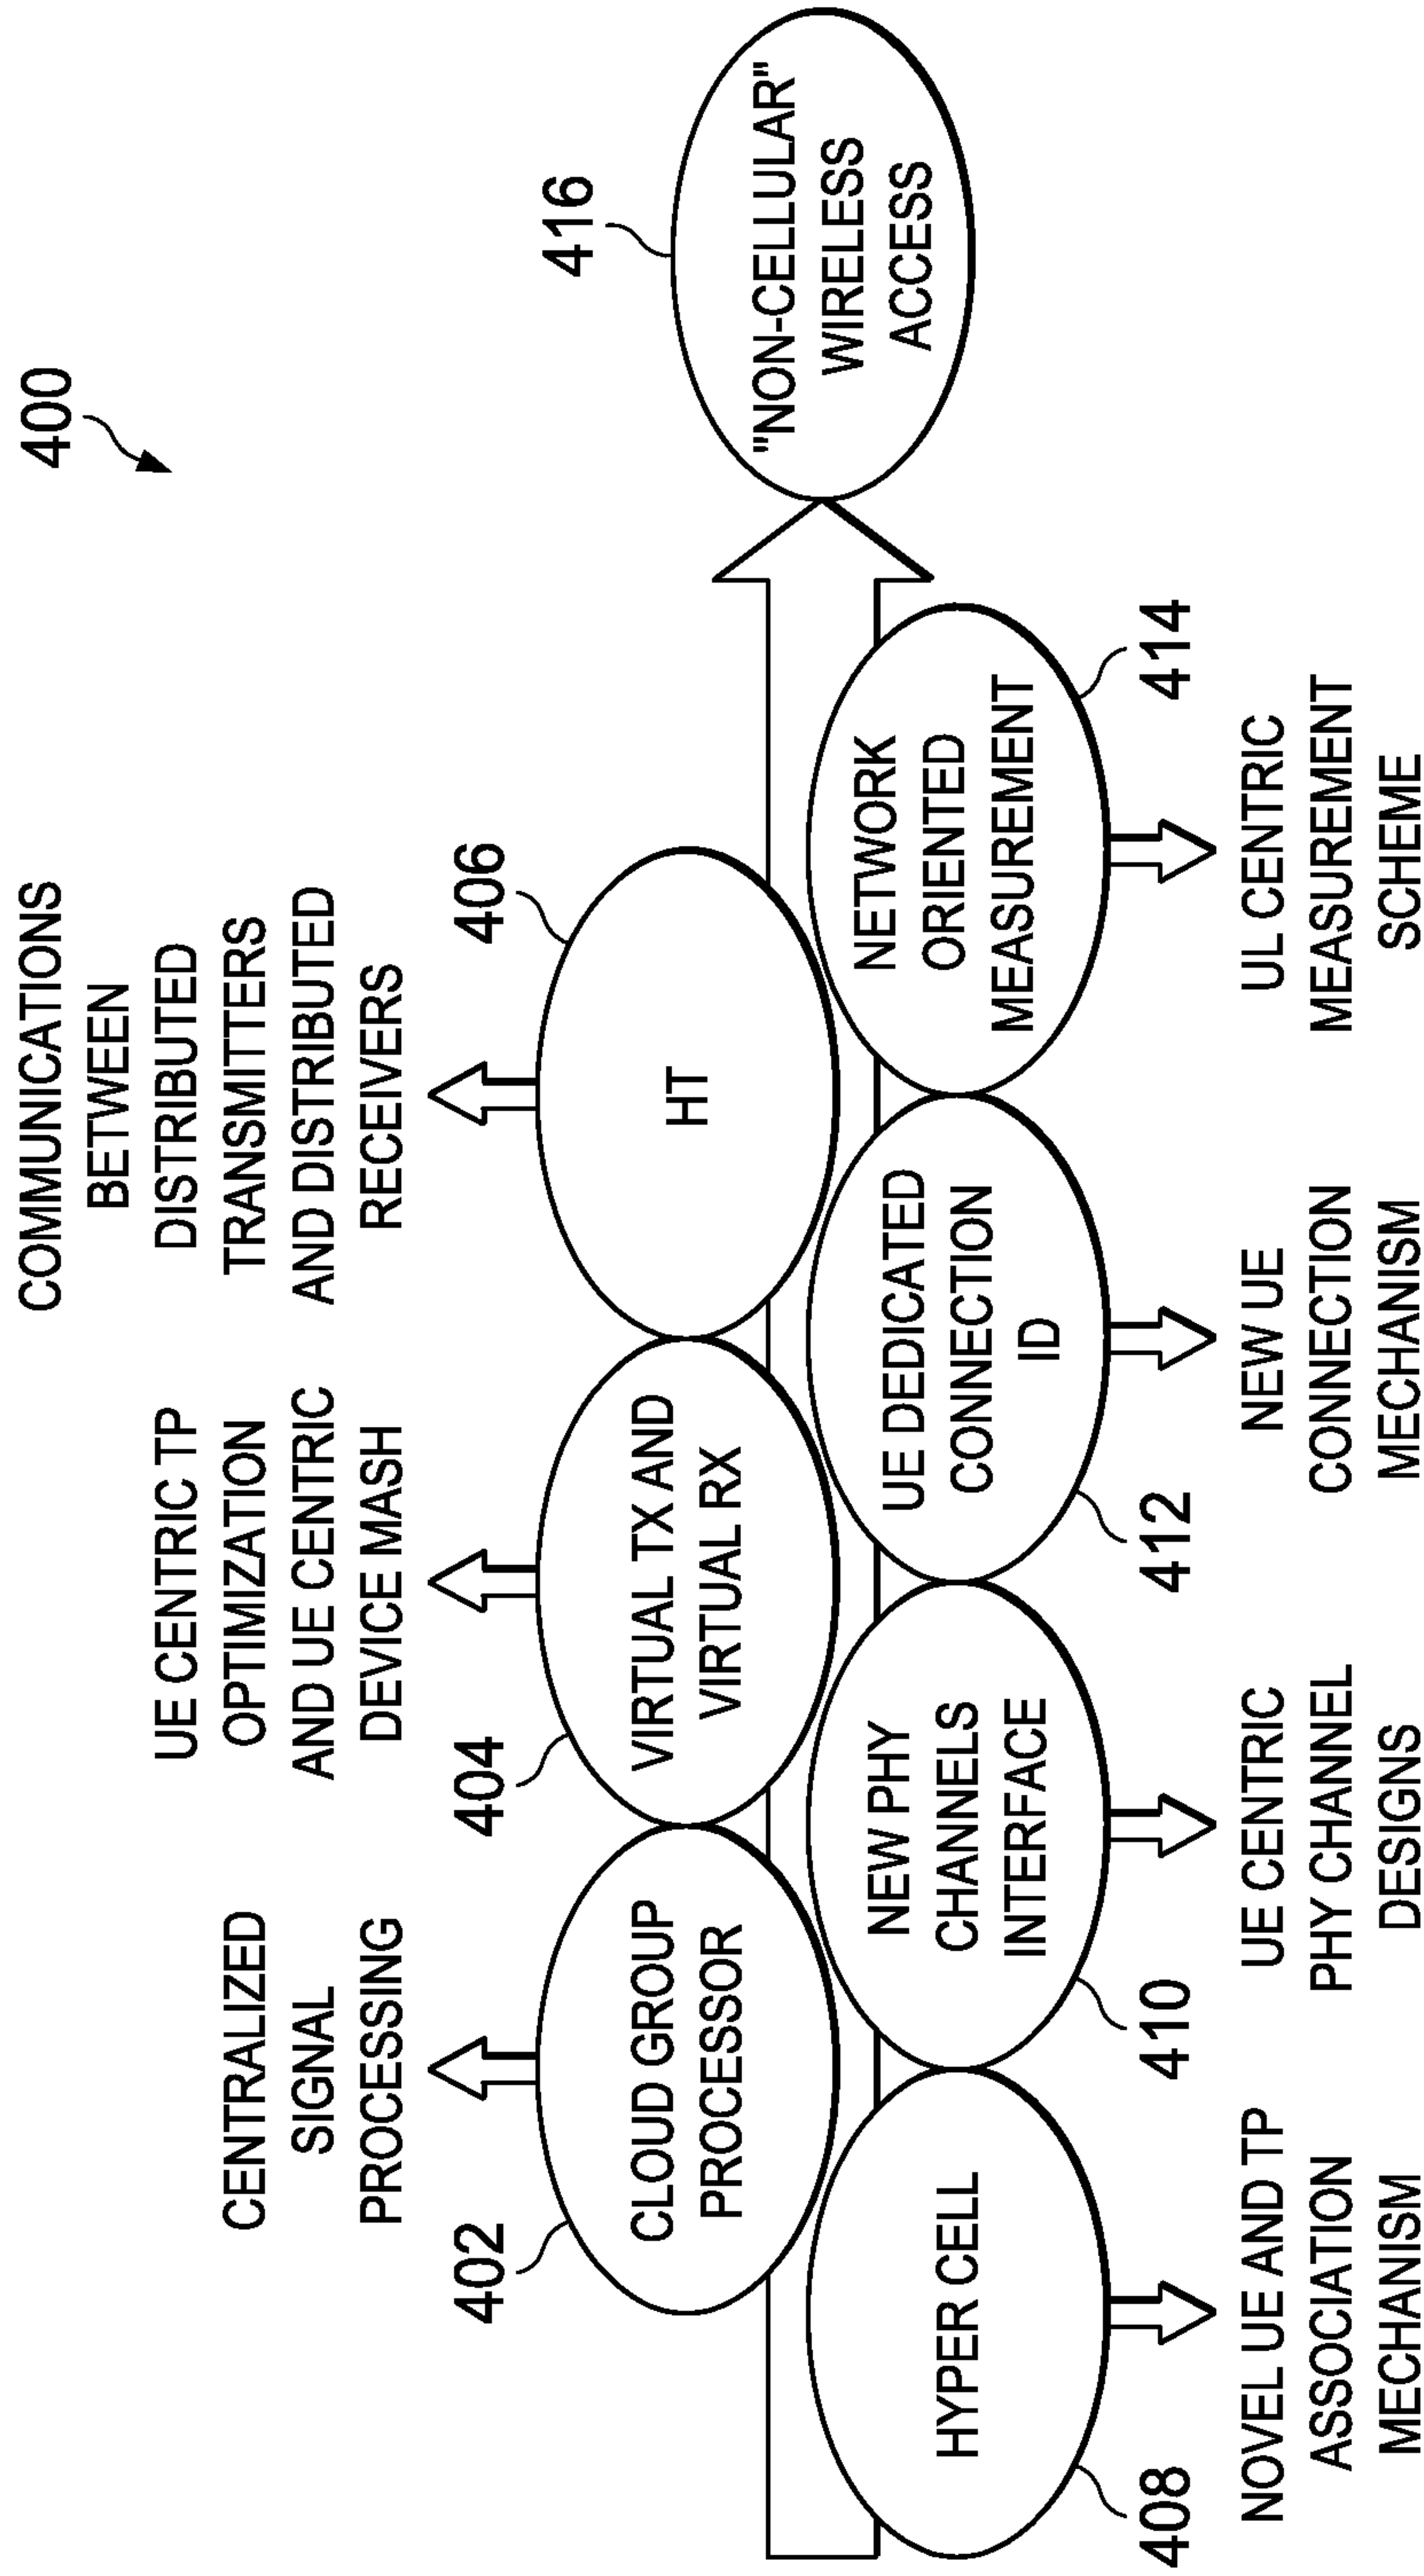 400
COMMUNICATIONS
BETWEEN
DISTRIBUTED
TRANSMITTERS
AND DISTRIBUTED
RECEIVERS
UE CENTRIC TP
OPTIMIZATION
AND UE CENTRIC
DEVICE MASH
CENTRALIZED
SIGNAL
PROCESSING
402
CLOUD GROUP
PROCESSOR
404
VIRTUAL TX AND
VIRTUAL RX
406
HT
416
"NON-CELLULAR"
WIRELESS
ACCESS
HYPER CELL
408
NEW PHY
CHANNELS
INTERFACE
410
UE DEDICATED
CONNECTION
ID
412
NETWORK
ORIENTED
MEASUREMENT
414
NOVEL UE AND TP
ASSOCIATION
MECHANISM
UE CENTRIC
PHY CHANNEL
DESIGNS
NEW UE
CONNECTION
MECHANISM
UL CENTRIC
MEASUREMENT
SCHEME